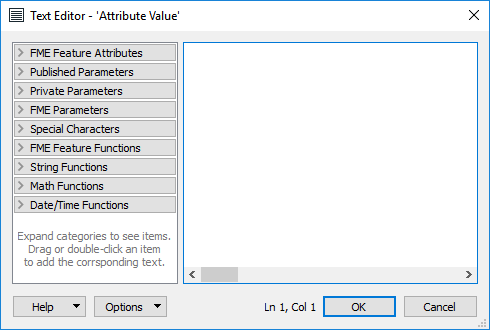 Text Editor - 'Attribute Value'
FME Feature Attributes
Published Parameters
Private Parameters
FME Parameters
Special Characters
FME Feature Functions
String Functions
Math Functions
Date/Time Functions
Expand categories to see items.
Drag or double-click an item
to add the corrsponding text.
Help Options Ln 1, Col 1 OK Cancel